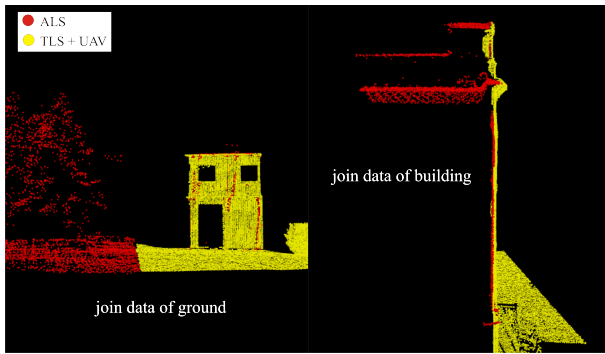 ALS
TLS + UAV
join data of ground
join data of building